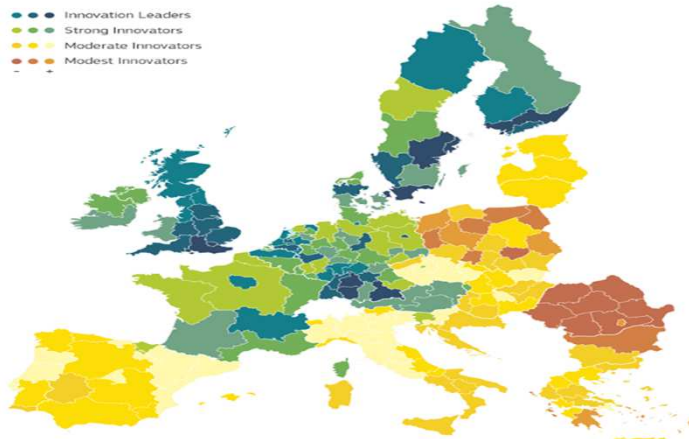 Innovation Leaders
Strong Innovators
Moderate Innovators
Modest Innovators
- +